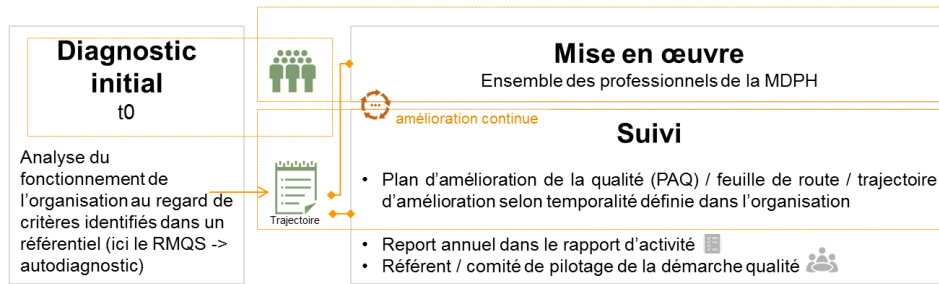 Diagnostic
initial
t0
Analyse du
fonctionnement de
l'organisation au regard de
critères identifiés dans un
référentiel (ici le RMQS ->
autodiagnostic)
Trajectoire
Mise en œuvre
Ensemble des professionnels de la MDPH
amélioration continue
Suivi
• Plan d'amélioration de la qualité (PAQ) / feuille de route / trajectoire
d'amélioration selon temporalité définie dans l'organisation
• Report annuel dans le rapport d'activité
• Référent / comité de pilotage de la démarche qualité